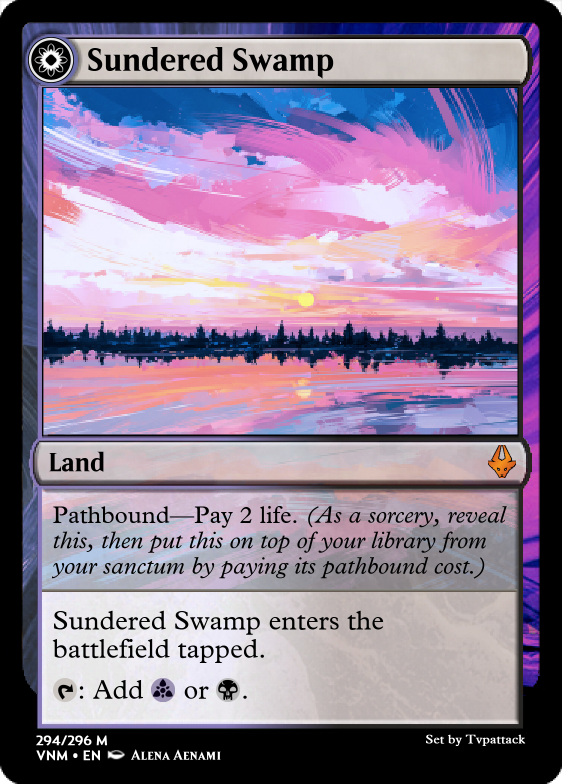 Sundered Swamp
Land
Pathbound—Pay 2 life. (As a sorcery, reveal
this, then put this on top of your library from
your sanctum by paying its pathbound cost.)
Sundered Swamp enters the
battlefield tapped.
: Add or .
294/296 M
Set by Tvpattack
VNM • EN Alena Aenami